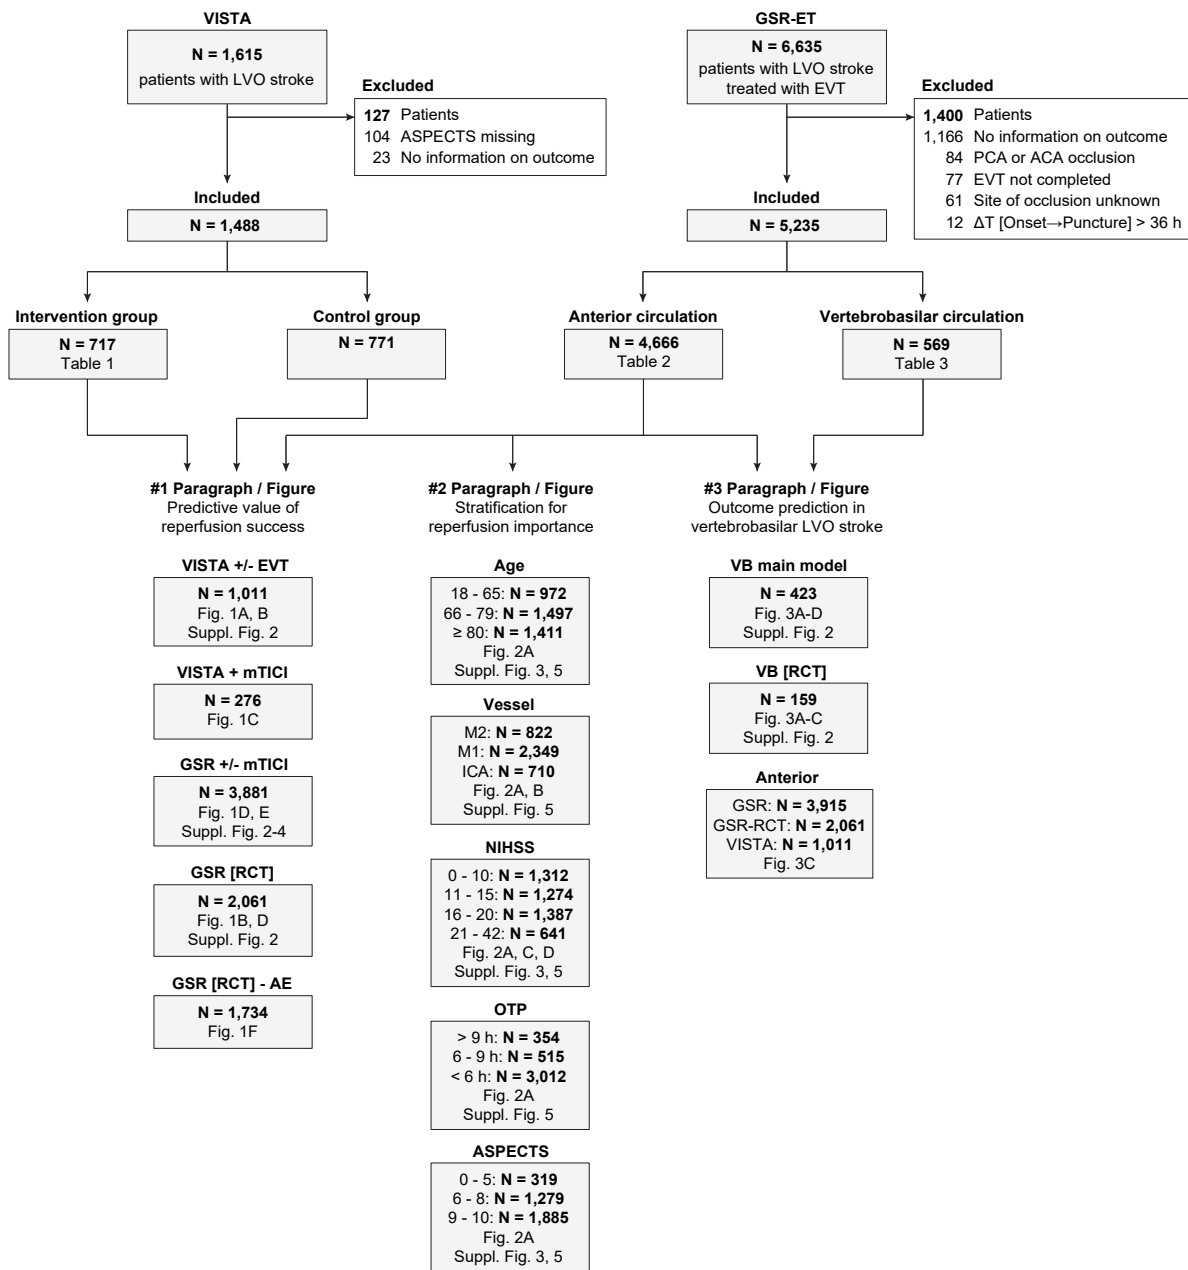 VISTA
N = 1,615
patients with LVO stroke
Excluded
127 Patients
104 ASPECTS missing
23 No information on outcome
Included
N = 1,488
Intervention group
N = 717
Table 1
Control group
N = 771
GSR-ET
N = 6,635
patients with LVO stroke
treated with EVT
Excluded
1,400 Patients
1,166 No information on outcome
84 PCA or ACA occlusion
77 EVT not completed
61 Site of occlusion unknown
12 ΔT [Onset→Puncture] > 36 h
Included
N = 5,235
Anterior circulation
N = 4,666
Table 2
Vertebrobasilar circulation
N = 569
Table 3
#1 Paragraph / Figure
Predictive value of
reperfusion success
VISTA +/- EVT
N = 1,011
Fig. 1A, B
Suppl. Fig. 2
VISTA + mTICI
N = 276
Fig. 1C
GSR +/- mTICI
N = 3,881
Fig. 1D, E
Suppl. Fig. 2-4
GSR [RCT]
N = 2,061
Fig. 1B, D
Suppl. Fig. 2
GSR [RCT] - AE
N = 1,734
Fig. 1F
#2 Paragraph / Figure
Stratification for
reperfusion importance
Age
18 - 65: N = 972
66 - 79: N = 1,497
≥ 80: N = 1,411
Fig. 2A
Suppl. Fig. 3, 5
Vessel
M2: N = 822
M1: N = 2,349
ICA: N = 710
Fig. 2A, B
Suppl. Fig. 5
NIHSS
0 - 10: N = 1,312
11 - 15: N = 1,274
16 - 20: N = 1,387
21 - 42: N = 641
Fig. 2A, C, D
Suppl. Fig. 3, 5
OTP
> 9 h: N = 354
6 - 9 h: N = 515
< 6 h: N = 3,012
Fig. 2A
Suppl. Fig. 5
ASPECTS
0 - 5: N = 319
6 - 8: N = 1,279
9 - 10: N = 1,885
Fig. 2A
Suppl. Fig. 3, 5
#3 Paragraph / Figure
Outcome prediction in
vertebrobasilar LVO stroke
VB main model
N = 423
Fig. 3A-D
Suppl. Fig. 2
VB [RCT]
N = 159
Fig. 3A-C
Suppl. Fig. 2
Anterior
GSR: N = 3,915
GSR-RCT: N = 2,061
VISTA: N = 1,011
Fig. 3C